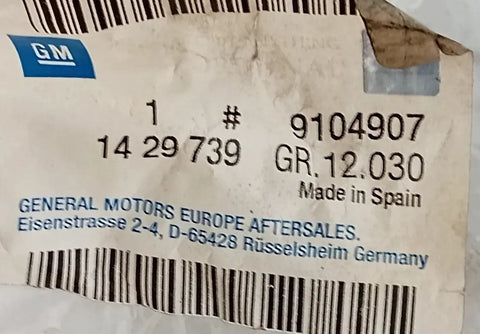 GM
1 # 9104907
14 29 739 GR.12.030
Made in Spain
GENERAL MOTORS EUROPE AFTERSALES.
Eisenstrasse 2-4, D-65428 Rüsselsheim Germany